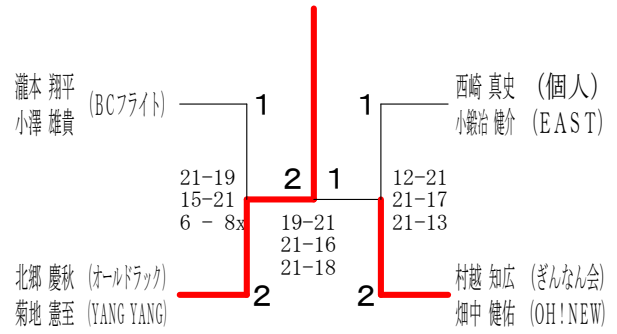 瀧本 翔平
小澤 雄貴
(BCフライト)
1
1
西崎 真史 (個人)
小鍛冶 健介 (EAST)
21-19
15-21
6 - 8x
2 1
19-21
21-16
21-18
12-21
21-17
21-13
北郷 慶秋 (オールドラック)
菊地 憲至 (YANG YANG)
2
2
村越 知広 (ぎんなん会)
畑中 健佑 (OH!NEW)